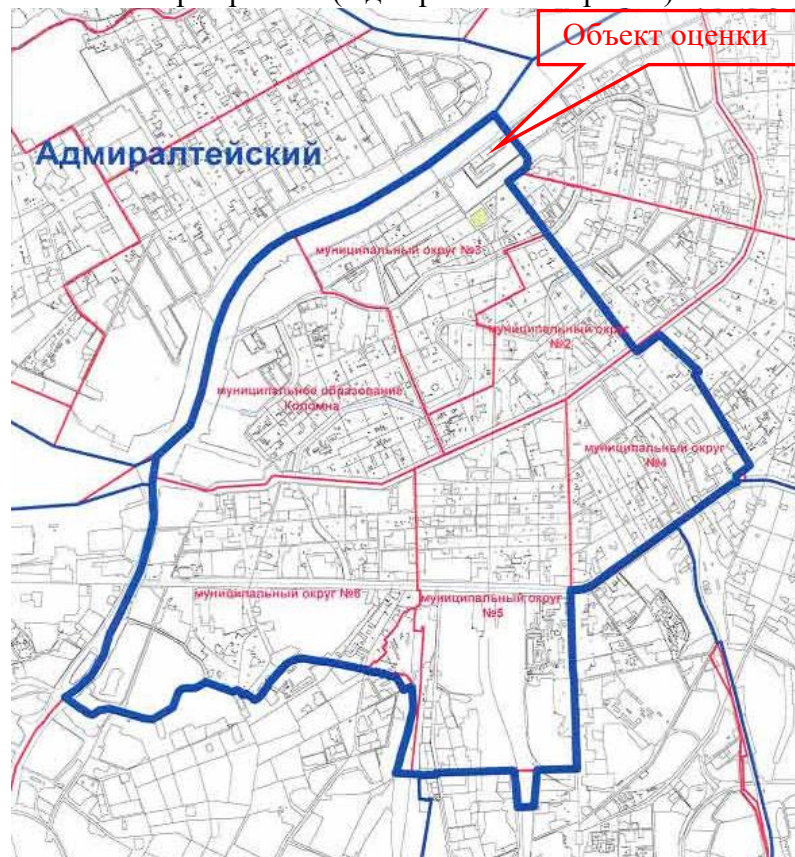 Объект оценки
Адмиралтейский
муниципальный округ №3
муниципальный округ
№2
муниципальное образование
Коломна
муниципальный округ
№4
муниципальный округ №6
муниципальный округ
№5